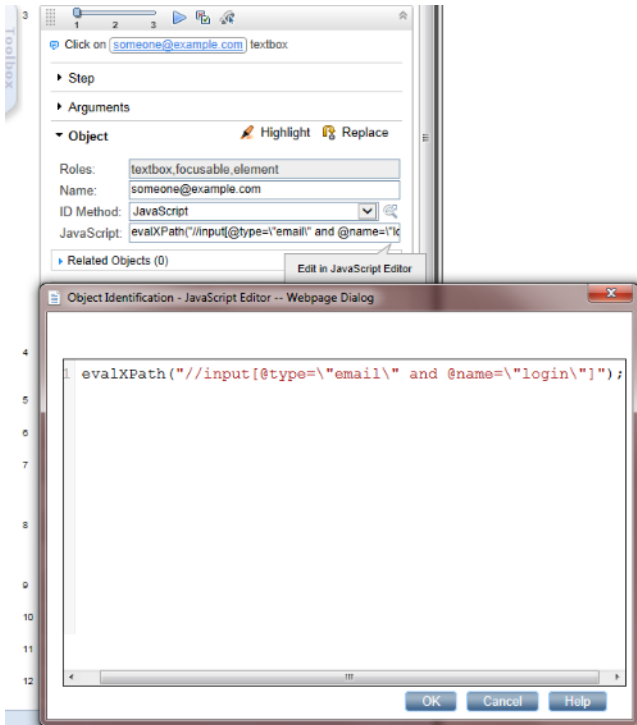 3
Toolbox
1 2 3
Click on someone@example.com textbox
Step
Arguments
Object Highlight Replace
Roles: textbox,focusable,element
Name: someone@example.com
ID Method: JavaScript
JavaScript: evalXPath("//input[@type=\"email\" and @name=\"lo
Related Objects (0)
Edit in JavaScript Editor
Object Identification - JavaScript Editor -- Webpage Dialog
4
1 evalXPath("//input[@type=\"email\" and @name=\"login\"]");
5
6
7
8
9
10
11
12
OK Cancel Help